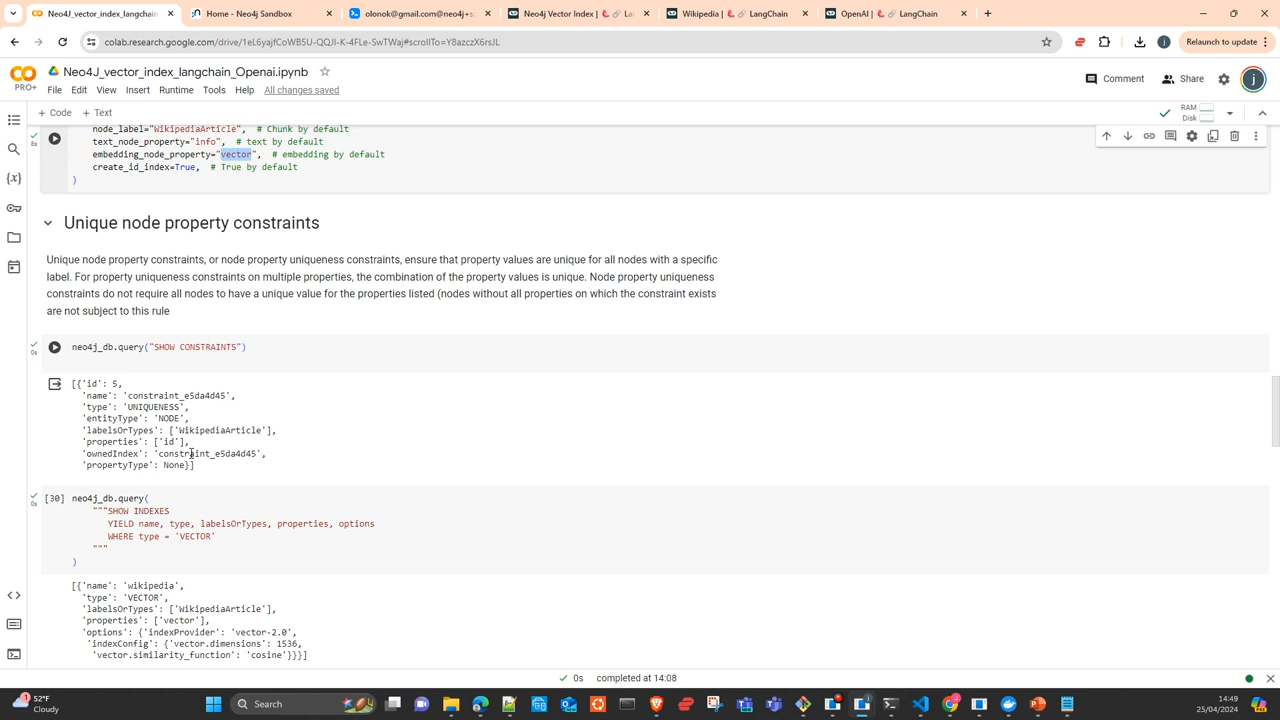 Neo4J_vector_index_langchain
Home - Neo4j Sandbox
Neo4j Vector Index |
Wikipedia |
LangChain
OpenAI |
LangChain
colab.research.google.com/drive/1eL6yajfCoWB5U-QQJI-K-4FLe-SwTWaj#scrollTo=Y8azczX6rsJL
Relaunch to update
Neo4J_vector_index_langchain_Openai.ipynb
PRO+
File Edit View Insert Runtime Tools Help All changes saved
Comment Share j
+ Code + Text
RAM
Disk
8s
node_label="WikipediaArticle", # Chunk by default
text_node_property="info", # text by default
embedding_node_property="vector", # embedding by default
create_id_index=True, # True by default
)
Unique node property constraints
Unique node property constraints, or node property uniqueness constraints, ensure that property values are unique for all nodes with a specific
label. For property uniqueness constraints on multiple properties, the combination of the property values is unique. Node property uniqueness
constraints do not require all nodes to have a unique value for the properties listed (nodes without all properties on which the constraint exists
are not subject to this rule
0s
neo4j_db.query("SHOW CONSTRAINTS")
[{'id': 5,
'name': 'constraint_e5da4d45',
'type': 'UNIQUENESS',
'entityType': 'NODE',
'labelsOrTypes': ['WikipediaArticle'],
'properties': ['id'],
'ownedIndex': 'constraint_e5da4d45',
'propertyType': None}]
0s
[30] neo4j_db.query(
"""SHOW INDEXES
YIELD name, type, labelsOrTypes, properties, options
WHERE type = 'VECTOR'
"""
)
[{'name': 'wikipedia',
'type': 'VECTOR',
'labelsOrTypes': ['WikipediaArticle'],
'properties': ['vector'],
'options': {'indexProvider': 'vector-2.0',
'indexConfig': {'vector.dimensions': 1536,
'vector.similarity_function': 'cosine'}}}]
0s completed at 14:08
52°F
Cloudy
Search
14:49
25/04/2024